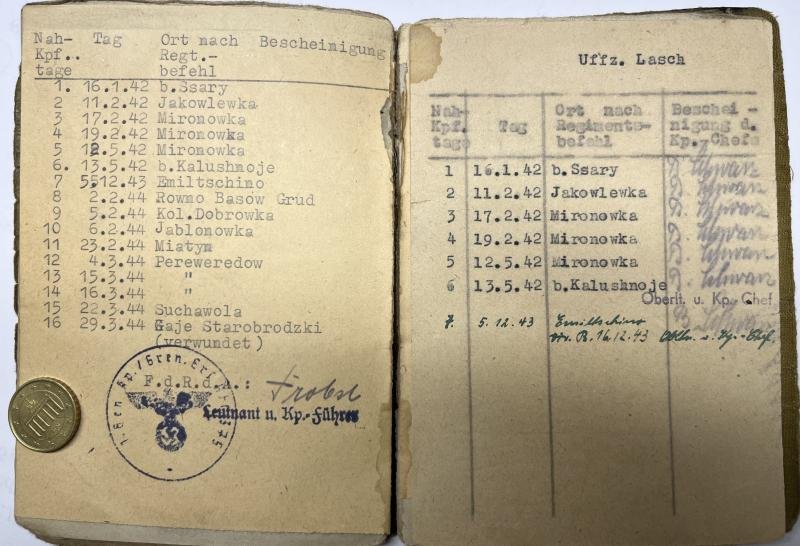 Nah- Tag Ort nach Bescheinigung
Kpf.. Regt.-
tage befehl
1. 16.1.42 b.Ssary
2 11.2.42 Jakowlewka
3 17.2.42 Mironowka
4 19.2.42 Mironowka
5 12.5.42 Mironowka
6. 13.5.42 b.Kalushnoje
7 5.12.43 Emiltschino
8 2.2.44 Rowno Basow Grud
9 5.2.44 Kol.Dobrowka
10 6.2.44 Jablonowka
11 23.2.44 Miatyn
12 4.3.44 Pereweredow
13 15.3.44 "
14 16.3.44 "
15 22.3.44 Suchawola
16 29.3.44 Gaje Starobrodzki
(verwundet)
F.d.R.d.A.:
Leutnant u. Kp.-Führer
Uffz. Lasch
Nah- Tag Ort nach Beschei-
Kpf. Regiments- nigung d.
tage befehl Kp. Chefs
1 16.1.42 b.Ssary
2 11.2.42 Jakowlewka
3 17.2.42 Mironowka
4 19.2.42 Mironowka
5 12.5.42 Mironowka
6 13.5.42 b.Kalushnoje
Oberlt. u. Kp.-Chef
7. 5.12.43 Emiltschino
16.12.43 Oblt. u. Kp.-Chef.